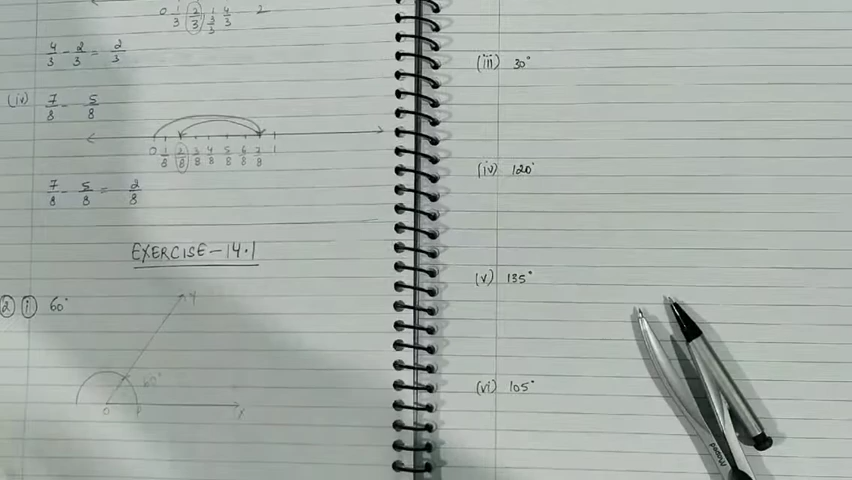 0 1/3 2/3 1/3/3 4/3 2
4/3 - 2/3 = 2/3
(iv) 7/8 - 5/8
0 1/8 2/8 3/8 4/8 5/8 6/8 7/8 1
7/8 - 5/8 = 2/8
EXERCISE-14.1
2 i 60°
Y
60°
O P X
(iii) 30°
(iv) 120°
(v) 135°
(vi) 105°